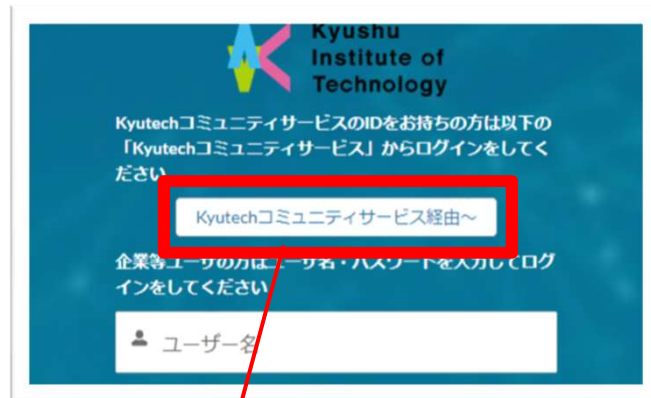 Kyushu
Institute of
Technology
KyutechコミュニティサービスのIDをお持ちの方は以下の
「Kyutechコミュニティサービス」からログインをしてく
ださい
Kyutechコミュニティサービス経由～
企業等ユーザの方はユーザ名・パスワードを入力してログ
インをしてください
ユーザー名